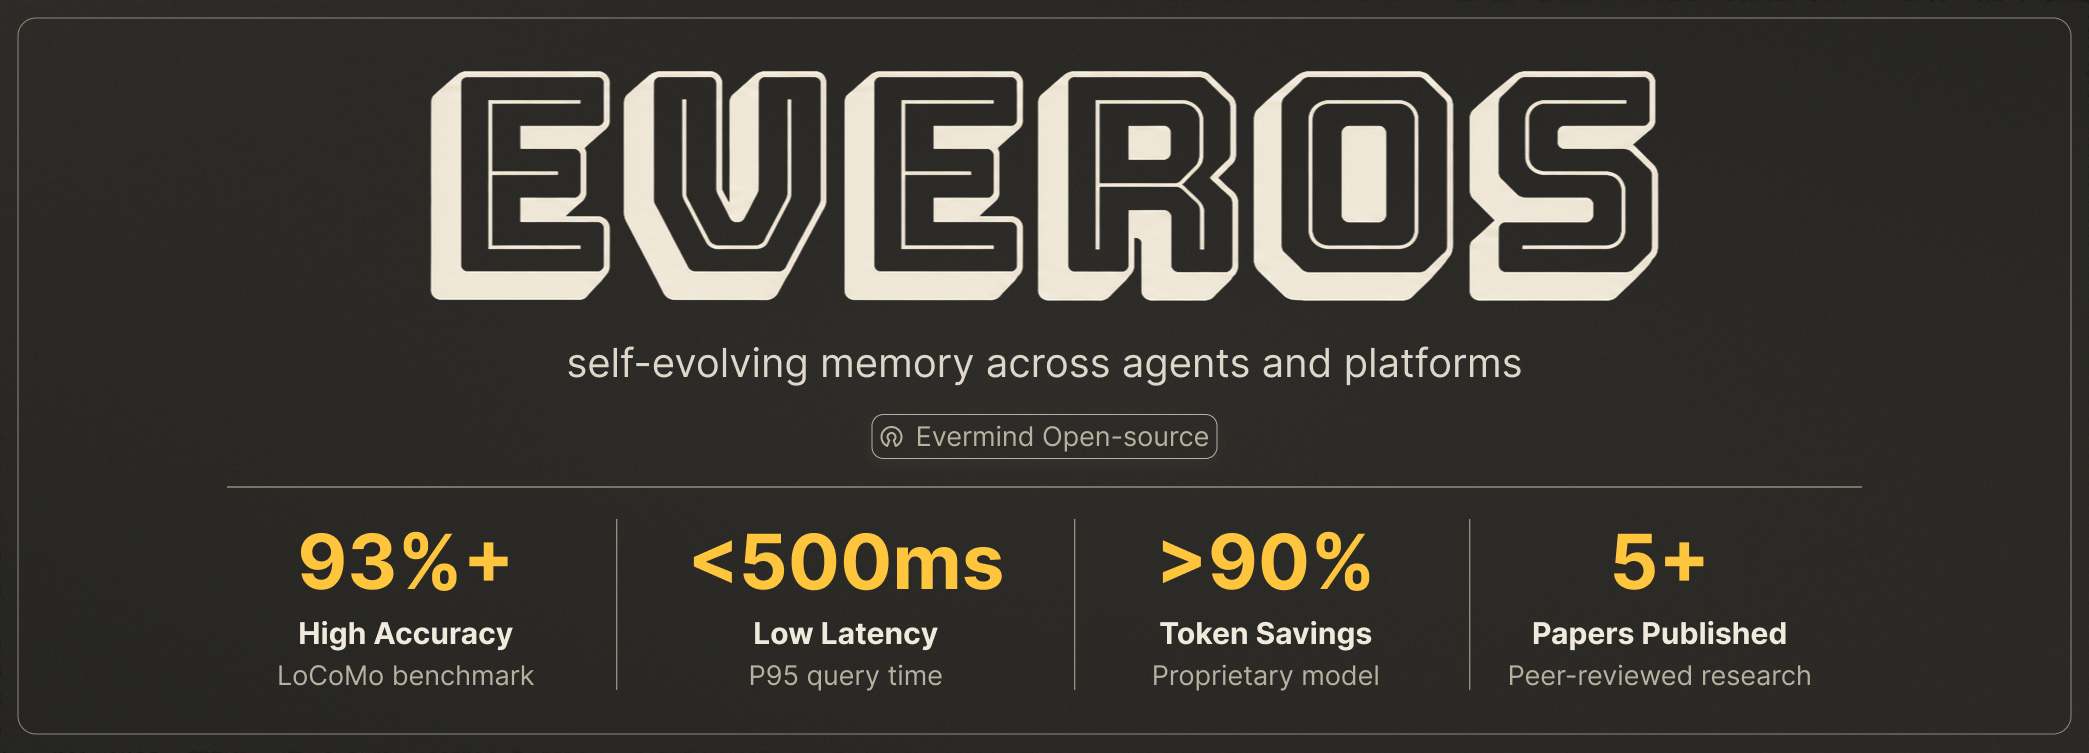 EVEROS
self-evolving memory across agents and platforms
Evermind Open-source
93%+
High Accuracy
LoCoMo benchmark
<500ms
Low Latency
P95 query time
>90%
Token Savings
Proprietary model
5+
Papers Published
Peer-reviewed research